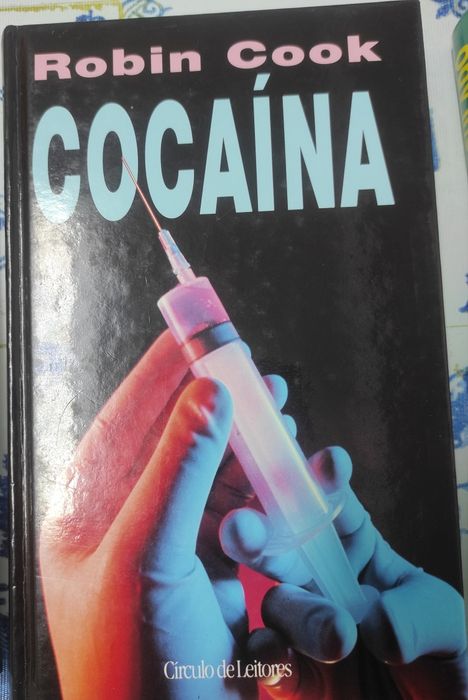 Robin Cook
COCAÍNA
Círculo de Leitores